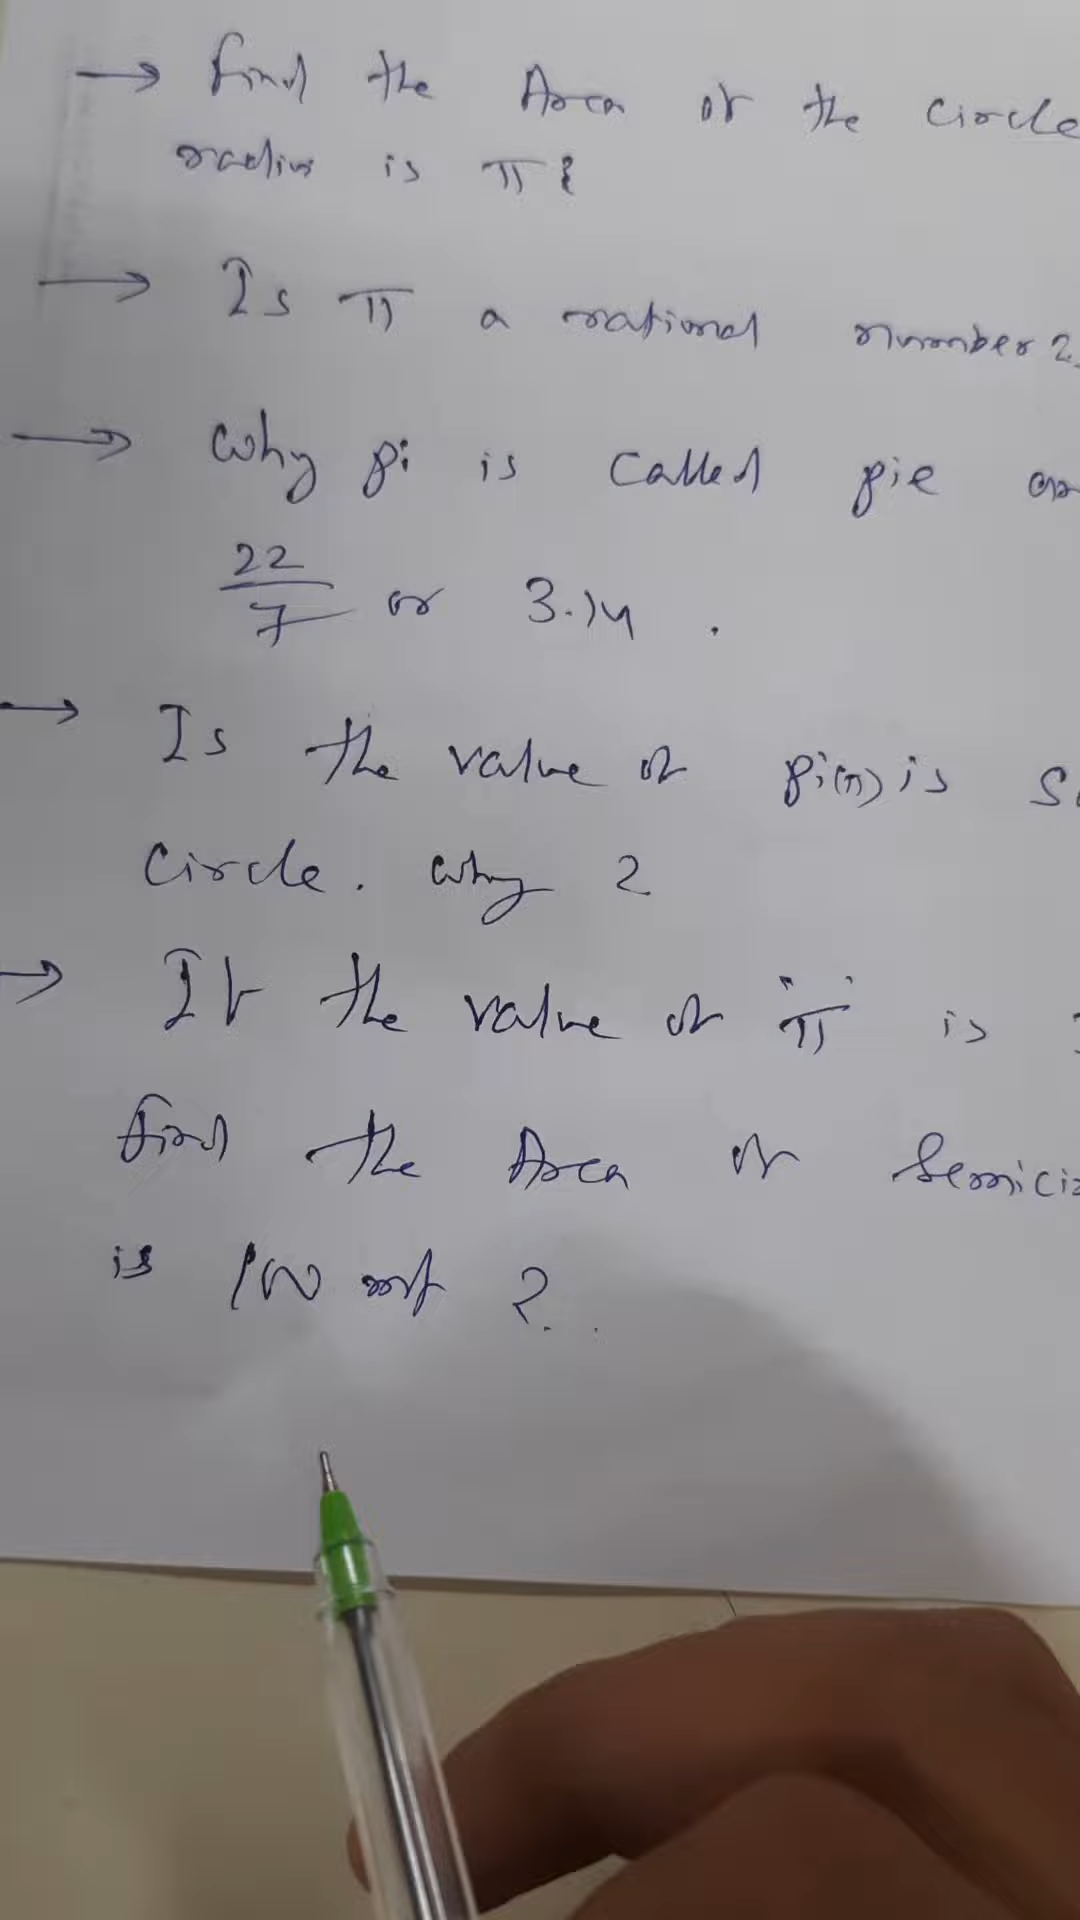 → Find the Area of the Circle
radius is π?
→ Is π a rational number?
→ Why pi is called pie or
22/7 or 3.14 .
→ Is the value of pi(π) is
Circle. Why ?
→ If the value of "π" is
find the Area of Semici
is ?